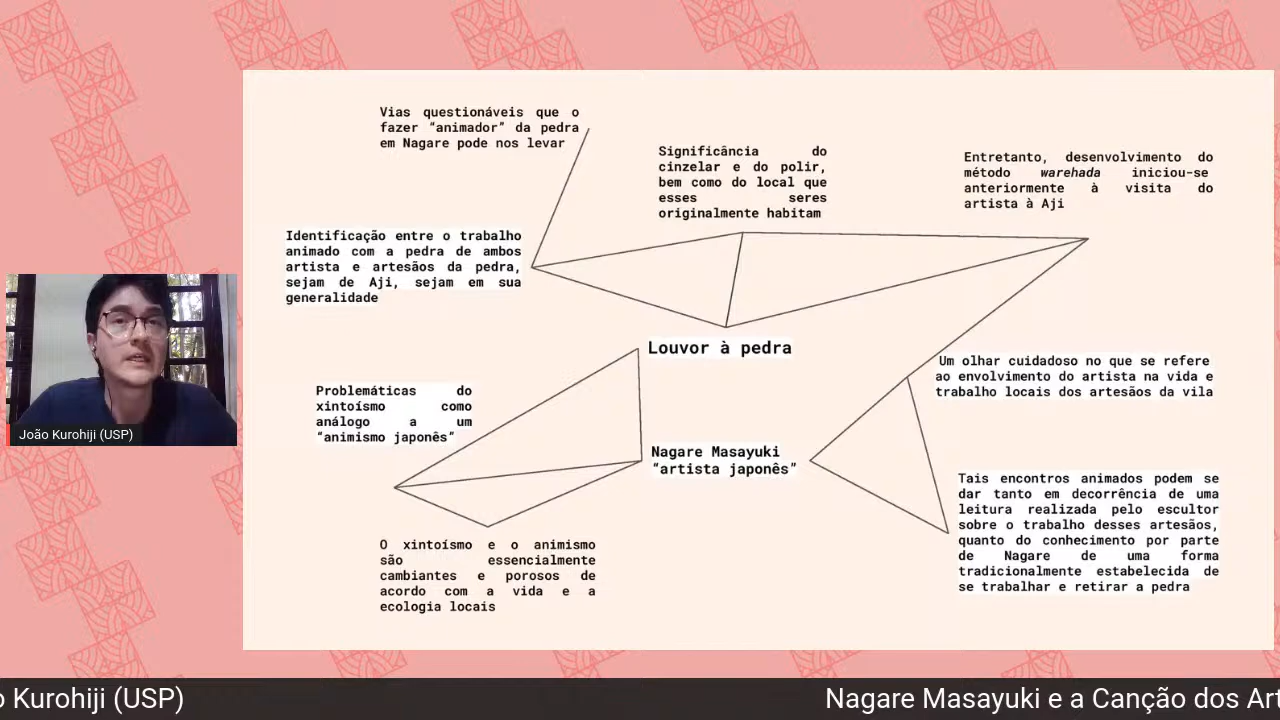 Vias questionáveis que o
fazer “animador” da pedra
em Nagare pode nos levar
Significância do
cinzelar e do polir,
bem como do local que
esses seres
originalmente habitam
Entretanto, desenvolvimento do
método warehada iniciou-se
anteriormente à visita do
artista à Aji
Identificação entre o trabalho
animado com a pedra de ambos
artista e artesãos da pedra,
sejam de Aji, sejam em sua
generalidade
Louvor à pedra
Um olhar cuidadoso no que se refere
ao envolvimento do artista na vida e
trabalho locais dos artesãos da vila
Problemáticas do
xintoísmo como
análogo a um
“animismo japonês”
Nagare Masayuki
“artista japonês”
Tais encontros animados podem se
dar tanto em decorrência de uma
leitura realizada pelo escultor
sobre o trabalho desses artesãos,
quanto do conhecimento por parte
de Nagare de uma forma
tradicionalmente estabelecida de
se trabalhar e retirar a pedra
O xintoísmo e o animismo
são essencialmente
cambiantes e porosos de
acordo com a vida e a
ecologia locais
João Kurohiji (USP)
o Kurohiji (USP)
Nagare Masayuki e a Canção dos Art